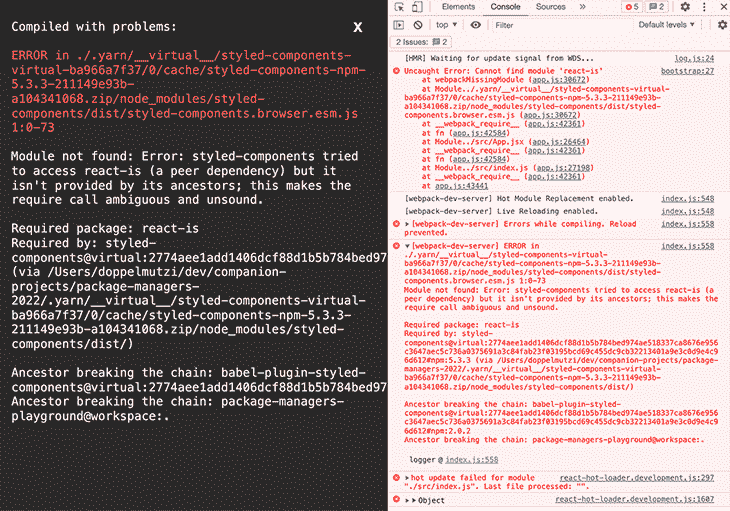 Compiled with problems:
X
ERROR in ./.yarn/__virtual__/styled-components-
virtual-ba966a7f37/0/cache/styled-components-npm-
5.3.3-211149e93b-
a104341068.zip/node_modules/styled-
components/dist/styled-components.browser.esm.js
1:0-73
Module not found: Error: styled-components tried
to access react-is (a peer dependency) but it
isn't provided by its ancestors; this makes the
require call ambiguous and unsound.
Required package: react-is
Required by: styled-
components@virtual:2774aee1add1406dcf88d1b5b784bed97
(via /Users/doppelmutzi/dev/companion-
projects/package-managers-
2022/.yarn/__virtual__/styled-components-virtual-
ba966a7f37/0/cache/styled-components-npm-5.3.3-
211149e93b-a104341068.zip/node_modules/styled-
components/dist/)
Ancestor breaking the chain: babel-plugin-styled-
components@virtual:2774aee1add1406dcf88d1b5b784bed97
Ancestor breaking the chain: package-managers-
playground@workspace:.
Elements Console Sources » 5 2
top ▾ Filter Default levels ▾
2 Issues: 2
[HMR] Waiting for update signal from WDS... log.js:24
Uncaught Error: Cannot find module 'react-is' bootstrap:27
at webpackMissingModule (app.js:30672)
at Module../.yarn/__virtual__/styled-components-virtual-
ba966a7f37/0/cache/styled-components-npm-5.3.3-211149e93b-
a104341068.zip/node_modules/styled-components/dist/styled-
components.browser.esm.js (app.js:30672)
at __webpack_require__ (app.js:42361)
at fn (app.js:42584)
at Module../src/App.jsx (app.js:26464)
at __webpack_require__ (app.js:42361)
at fn (app.js:42584)
at Module../src/index.js (app.js:27198)
at __webpack_require__ (app.js:42361)
at app.js:43441
[webpack-dev-server] Hot Module Replacement enabled. index.js:548
[webpack-dev-server] Live Reloading enabled. index.js:548
▸[webpack-dev-server] Errors while compiling. Reload index.js:558
prevented.
▾[webpack-dev-server] ERROR in index.js:558
./.yarn/__virtual__/styled-components-virtual-
ba966a7f37/0/cache/styled-components-npm-5.3.3-211149e93b-
a104341068.zip/node_modules/styled-components/dist/styled-
components.browser.esm.js 1:0-73
Module not found: Error: styled-components tried to access react-is (a
peer dependency) but it isn't provided by its ancestors; this makes the
require call ambiguous and unsound.
Required package: react-is
Required by: styled-
components@virtual:2774aee1add1406dcf88d1b5b784bed974ae518337ca8676e956
c3647aec5c736a0375691a3c84fab23f03195bcd69c455dc9cb32213401a9e3c0d9e4c9
6d612#npm:5.3.3 (via /Users/doppelmutzi/dev/companion-
projects/package-managers-2022/.yarn/__virtual__/styled-components-virtual-
ba966a7f37/0/cache/styled-components-npm-5.3.3-211149e93b-
a104341068.zip/node_modules/styled-components/dist/)
Ancestor breaking the chain: babel-plugin-styled-
components@virtual:2774aee1add1406dcf88d1b5b784bed974ae518337ca8676e956
c3647aec5c736a0375691a3c84fab23f03195bcd69c455dc9cb32213401a9e3c0d9e4c9
6d612#npm:2.0.2
Ancestor breaking the chain: package-managers-playground@workspace:.
logger @ index.js:558
▸hot update failed for module react-hot-loader.development.js:297
"./src/index.js". Last file processed: "".
▸▸Object react-hot-loader.development.js:1607